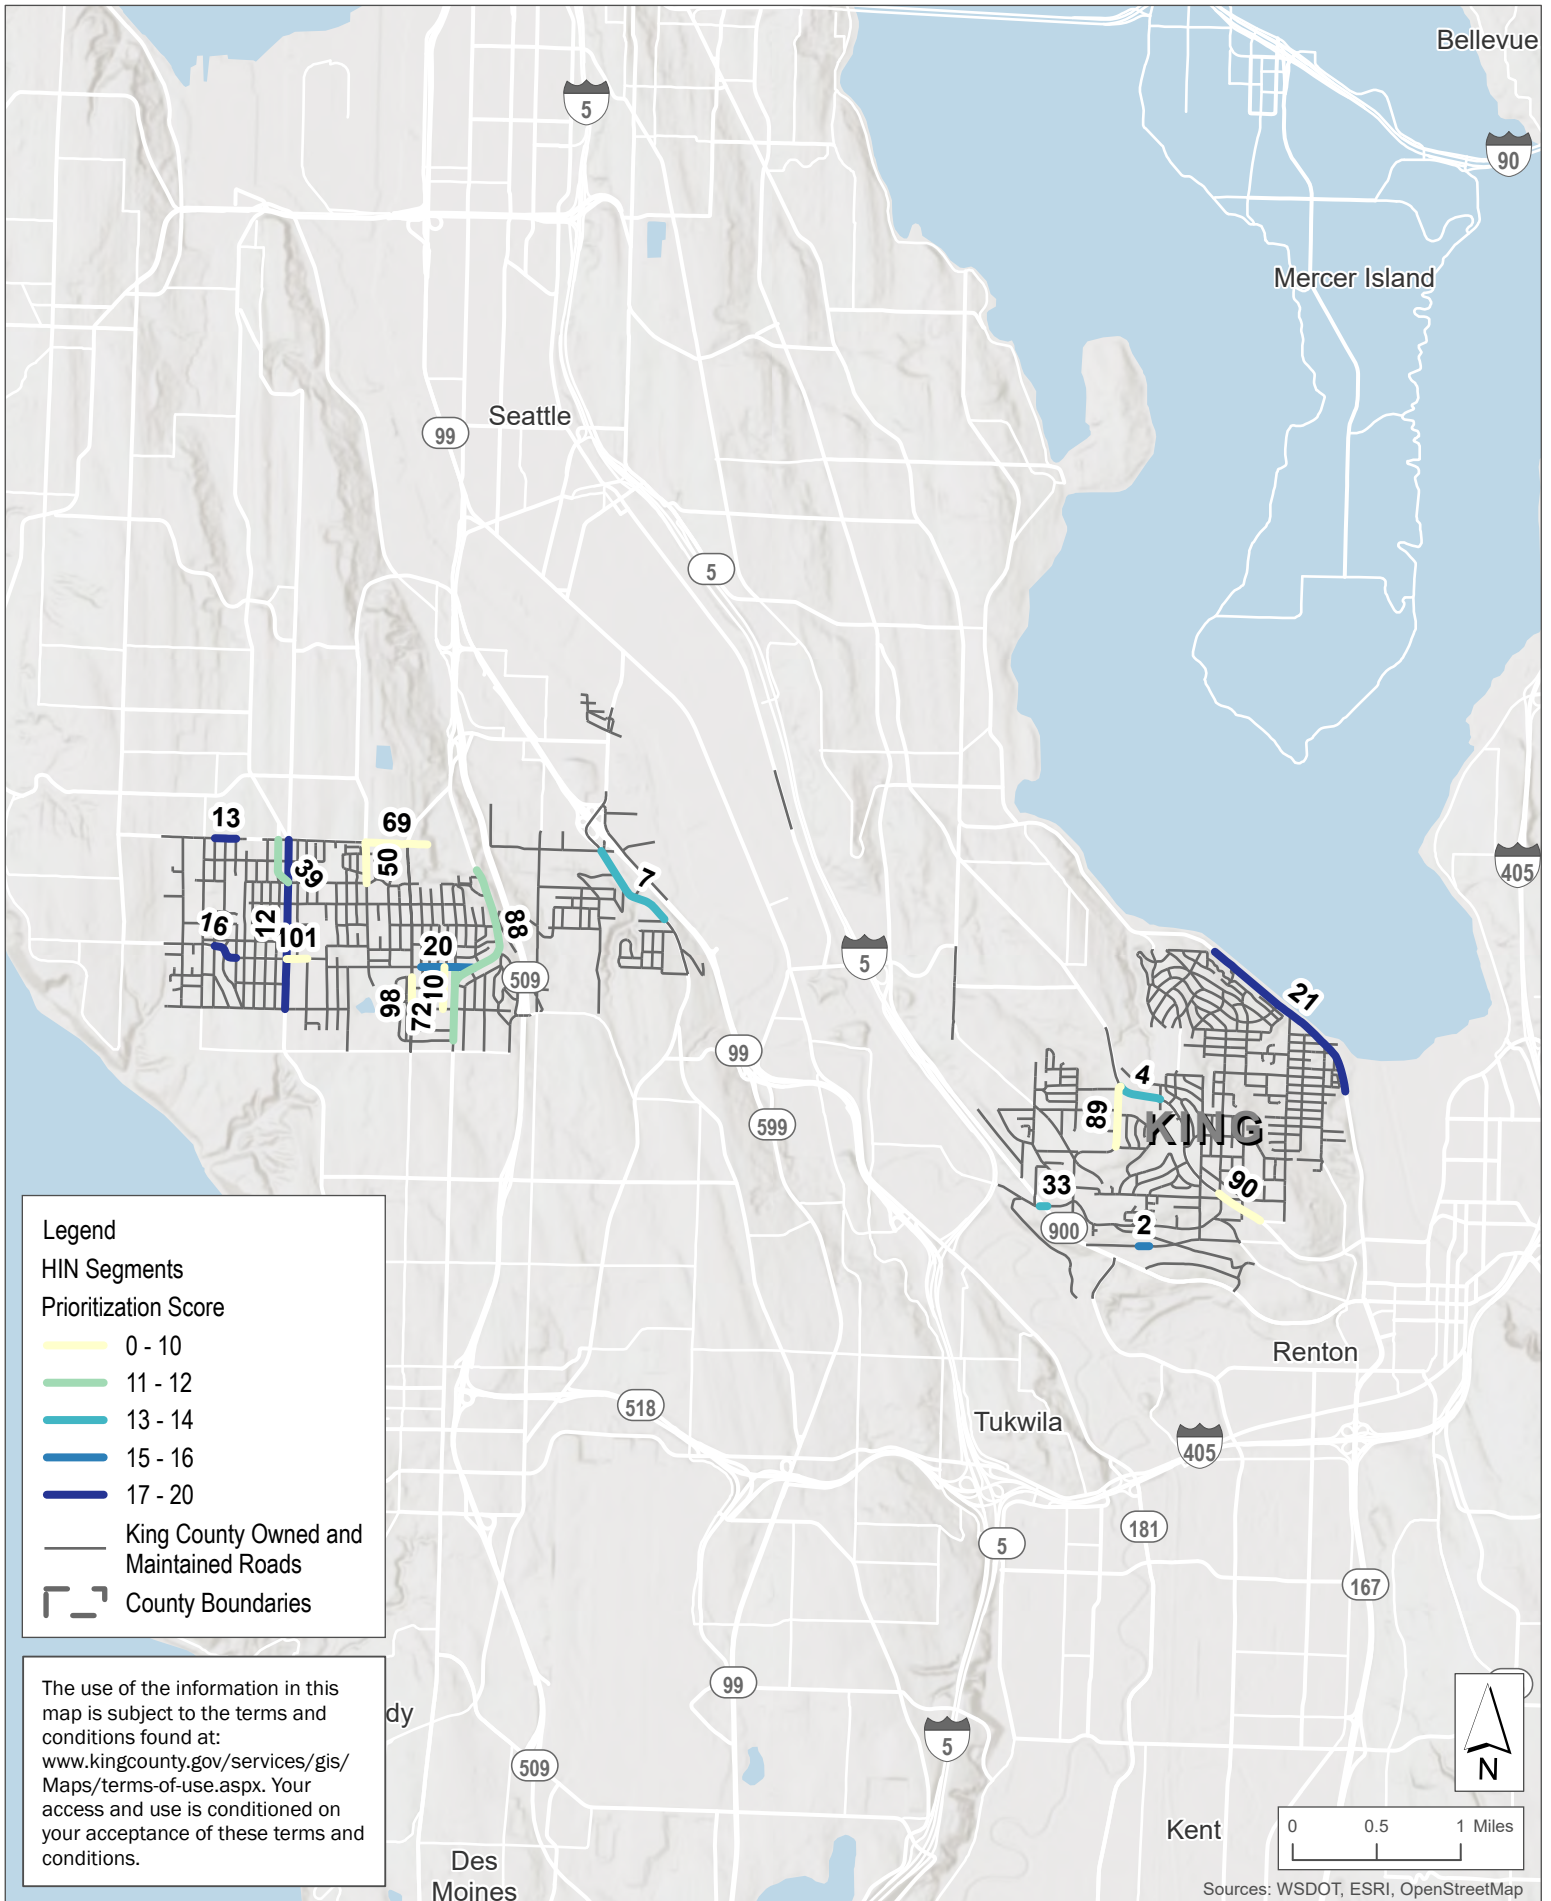 Bellevue
5
90
Mercer Island
Seattle
99
5
13
69
50
39
7
16
12
101
88
20
509
98
72
10
5
405
21
99
4
599
89
KING
33
90
900
2
Renton
518
Tukwila
405
181
5
167
99
dy
5
509
Kent
Des
Moines
Legend
HIN Segments
Prioritization Score
0 - 10
11 - 12
13 - 14
15 - 16
17 - 20
King County Owned and
Maintained Roads
County Boundaries
The use of the information in this
map is subject to the terms and
conditions found at:
www.kingcounty.gov/services/gis/
Maps/terms-of-use.aspx. Your
access and use is conditioned on
your acceptance of these terms and
conditions.
N
0 0.5 1 Miles
Sources: WSDOT, ESRI, OpenStreetMap